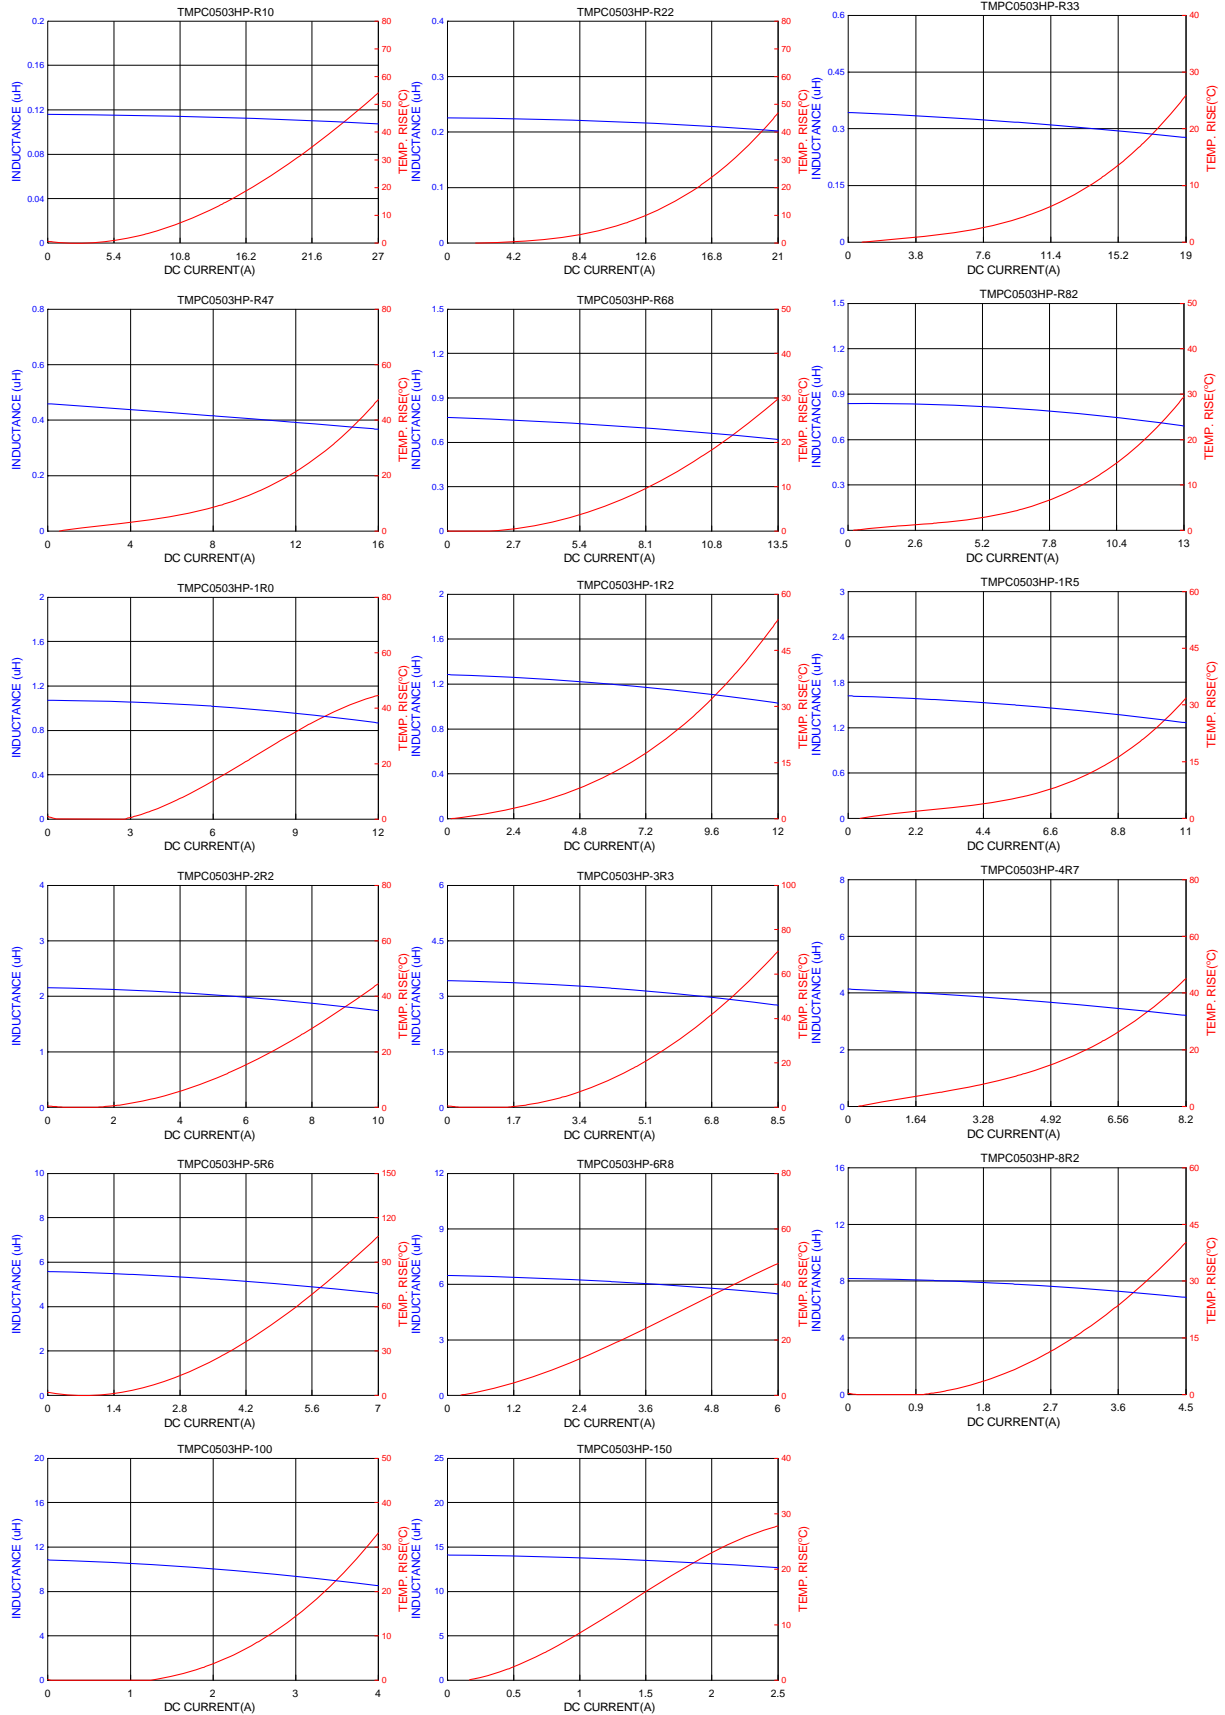 TMPC0503HP-R10
0.2
0.16
0.12
0.08
0.04
0
80
70
60
50
40
30
20
10
0
INDUCTANCE (uH)
TEMP. RISE(ºC)
0 5.4 10.8 16.2 21.6 27
DC CURRENT(A)
TMPC0503HP-R22
0.4
0.3
0.2
0.1
0
80
70
60
50
40
30
20
10
0
INDUCTANCE (uH)
TEMP. RISE(ºC)
0 4.2 8.4 12.6 16.8 21
DC CURRENT(A)
TMPC0503HP-R33
0.6
0.45
0.3
0.15
0
40
30
20
10
0
INDUCTANCE (uH)
TEMP. RISE(ºC)
0 3.8 7.6 11.4 15.2 19
DC CURRENT(A)
TMPC0503HP-R47
0.8
0.6
0.4
0.2
0
80
60
40
20
0
INDUCTANCE (uH)
TEMP. RISE(ºC)
0 4 8 12 16
DC CURRENT(A)
TMPC0503HP-R68
1.5
1.2
0.9
0.6
0.3
0
50
40
30
20
10
0
INDUCTANCE (uH)
TEMP. RISE(ºC)
0 2.7 5.4 8.1 10.8 13.5
DC CURRENT(A)
TMPC0503HP-R82
1.5
1.2
0.9
0.6
0.3
0
50
40
30
20
10
0
INDUCTANCE (uH)
TEMP. RISE(ºC)
0 2.6 5.2 7.8 10.4 13
DC CURRENT(A)
TMPC0503HP-1R0
2
1.6
1.2
0.8
0.4
0
80
60
40
20
0
INDUCTANCE (uH)
TEMP. RISE(ºC)
0 3 6 9 12
DC CURRENT(A)
TMPC0503HP-1R2
2
1.6
1.2
0.8
0.4
0
60
45
30
15
0
INDUCTANCE (uH)
TEMP. RISE(ºC)
0 2.4 4.8 7.2 9.6 12
DC CURRENT(A)
TMPC0503HP-1R5
3
2.4
1.8
1.2
0.6
0
60
45
30
15
0
INDUCTANCE (uH)
TEMP. RISE(ºC)
0 2.2 4.4 6.6 8.8 11
DC CURRENT(A)
TMPC0503HP-2R2
4
3
2
1
0
80
60
40
20
0
INDUCTANCE (uH)
TEMP. RISE(ºC)
0 2 4 6 8 10
DC CURRENT(A)
TMPC0503HP-3R3
6
4.5
3
1.5
0
100
80
60
40
20
0
INDUCTANCE (uH)
TEMP. RISE(ºC)
0 1.7 3.4 5.1 6.8 8.5
DC CURRENT(A)
TMPC0503HP-4R7
8
6
4
2
0
80
60
40
20
0
INDUCTANCE (uH)
TEMP. RISE(ºC)
0 1.64 3.28 4.92 6.56 8.2
DC CURRENT(A)
TMPC0503HP-5R6
10
8
6
4
2
0
150
120
90
60
30
0
INDUCTANCE (uH)
TEMP. RISE(ºC)
0 1.4 2.8 4.2 5.6 7
DC CURRENT(A)
TMPC0503HP-6R8
12
9
6
3
0
80
60
40
20
0
INDUCTANCE (uH)
TEMP. RISE(ºC)
0 1.2 2.4 3.6 4.8 6
DC CURRENT(A)
TMPC0503HP-8R2
16
12
8
4
0
60
45
30
15
0
INDUCTANCE (uH)
TEMP. RISE(ºC)
0 0.9 1.8 2.7 3.6 4.5
DC CURRENT(A)
TMPC0503HP-100
20
16
12
8
4
0
50
40
30
20
10
0
INDUCTANCE (uH)
TEMP. RISE(ºC)
0 1 2 3 4
DC CURRENT(A)
TMPC0503HP-150
25
20
15
10
5
0
40
30
20
10
0
INDUCTANCE (uH)
TEMP. RISE(ºC)
0 0.5 1 1.5 2 2.5
DC CURRENT(A)